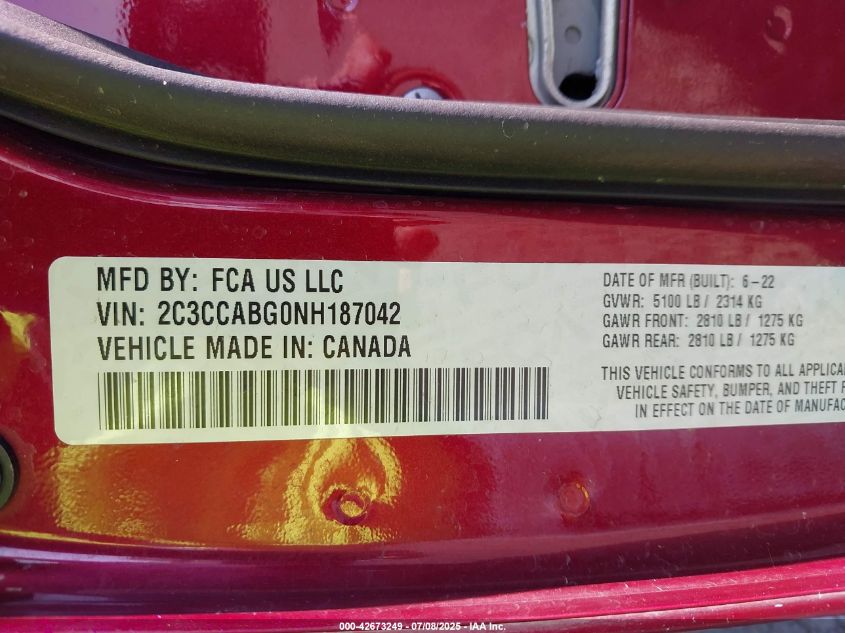 MFD BY: FCA US LLC
VIN: 2C3CCABG0NH187042
VEHICLE MADE IN: CANADA
DATE OF MFR (BUILT): 6-22
GVWR: 5100 LB / 2314 KG
GAWR FRONT: 2810 LB / 1275 KG
GAWR REAR: 2810 LB / 1275 KG
THIS VEHICLE CONFORMS TO ALL
VEHICLE SAFETY, BUMPER, AND THEFT
IN EFFECT ON THE DATE OF
000-42673249 - 07/08/2025 - IAA Inc.